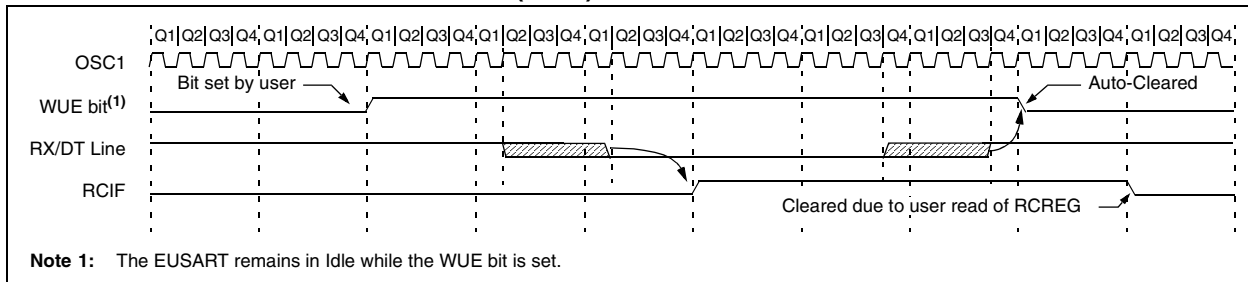 Q1 Q2 Q3 Q4 Q1 Q2 Q3 Q4 Q1 Q2 Q3 Q4 Q1 Q2 Q3 Q4 Q1 Q2 Q3 Q4 Q1 Q2 Q3 Q4 Q1 Q2 Q3 Q4 Q1 Q2 Q3 Q4 Q1 Q2 Q3 Q4 Q1 Q2 Q3 Q4
OSC1
Bit set by user
Auto-Cleared
WUE bit(1)
RX/DT Line
RCIF
Cleared due to user read of RCREG
Note 1: The EUSART remains in Idle while the WUE bit is set.